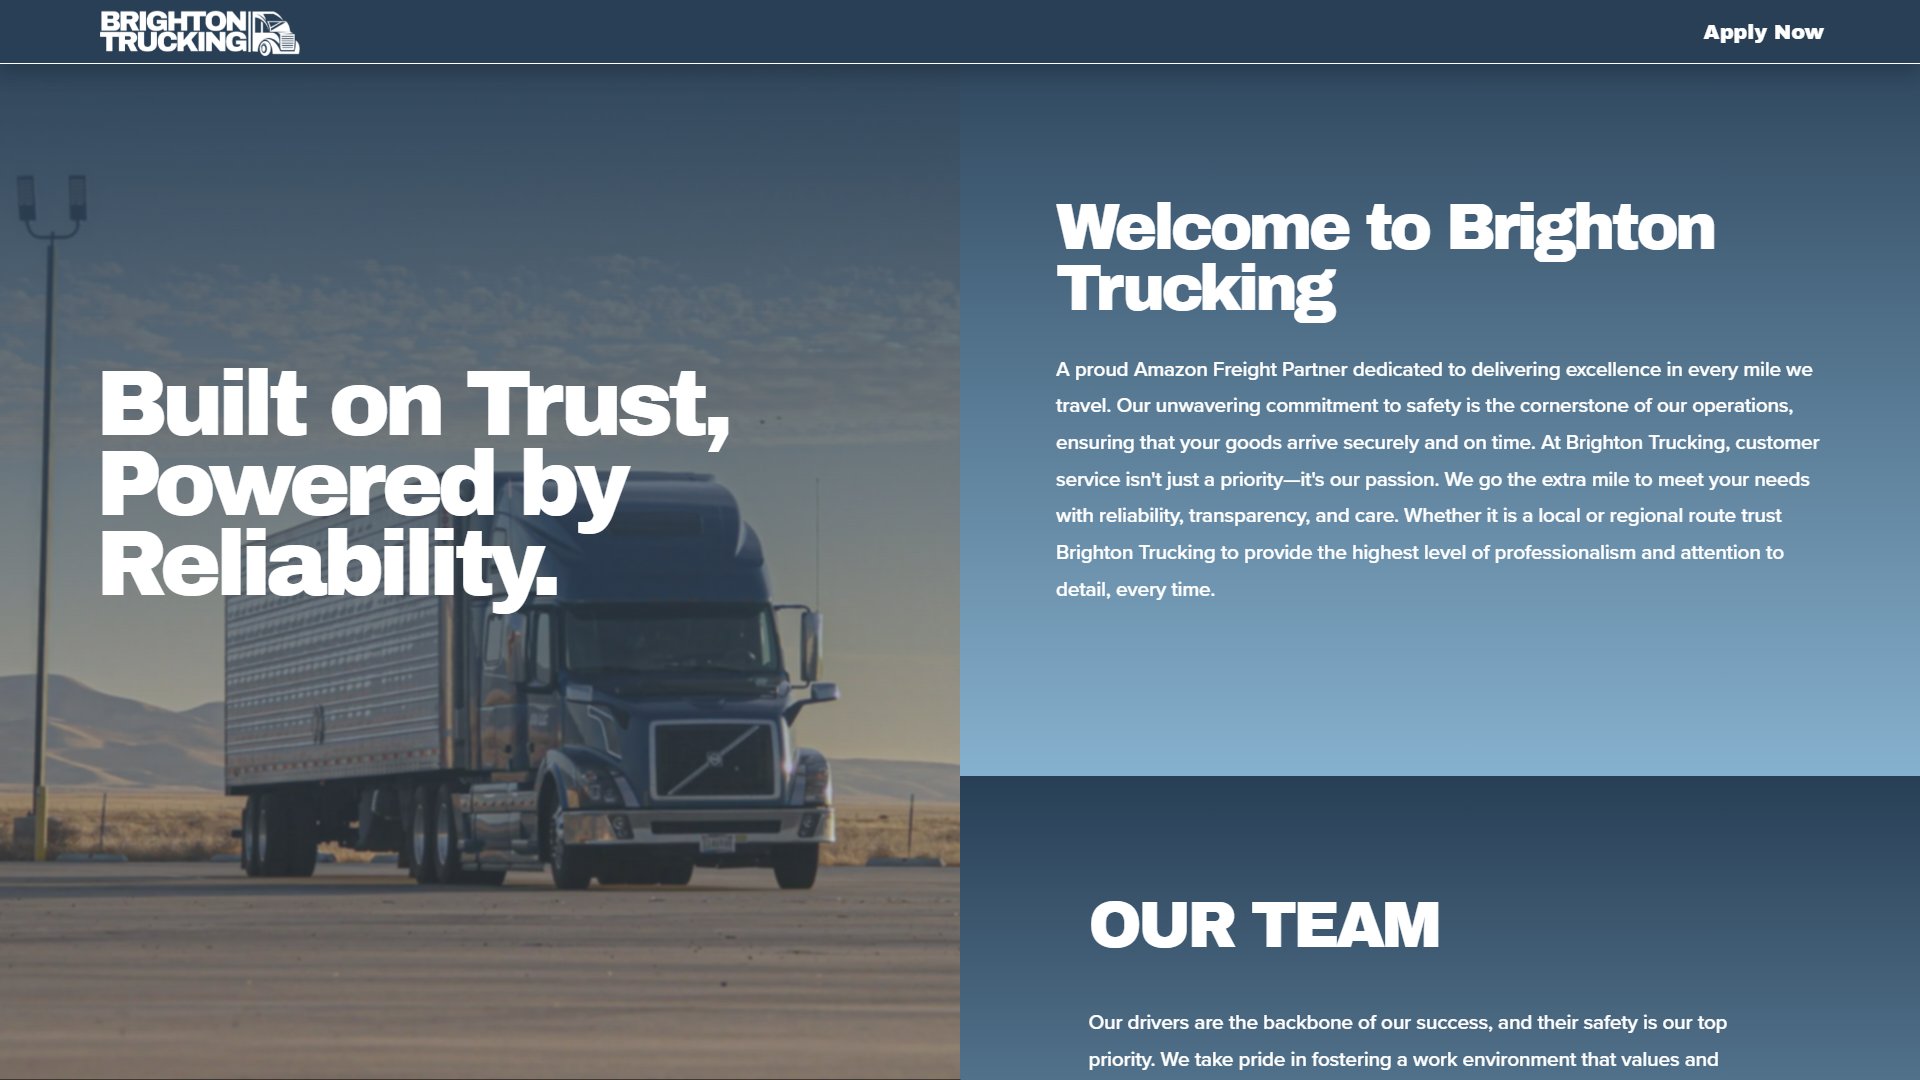 BRIGHTON
TRUCKING
Apply Now
Built on Trust,
Powered by
Reliability.
Welcome to Brighton
Trucking
A proud Amazon Freight Partner dedicated to delivering excellence in every mile we
travel. Our unwavering commitment to safety is the cornerstone of our operations,
ensuring that your goods arrive securely and on time. At Brighton Trucking, customer
service isn't just a priority—it's our passion. We go the extra mile to meet your needs
with reliability, transparency, and care. Whether it is a local or regional route trust
Brighton Trucking to provide the highest level of professionalism and attention to
detail, every time.
OUR TEAM
Our drivers are the backbone of our success, and their safety is our top
priority. We take pride in fostering a work environment that values and